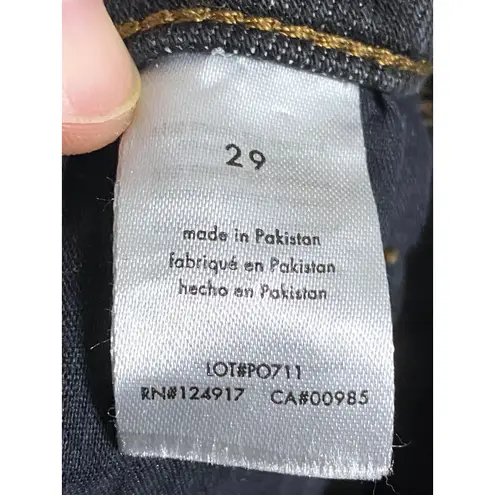 29
made in Pakistan
fabriqué en Pakistan
hecho en Pakistan
LOT#PO711
RN#124917 CA#00985